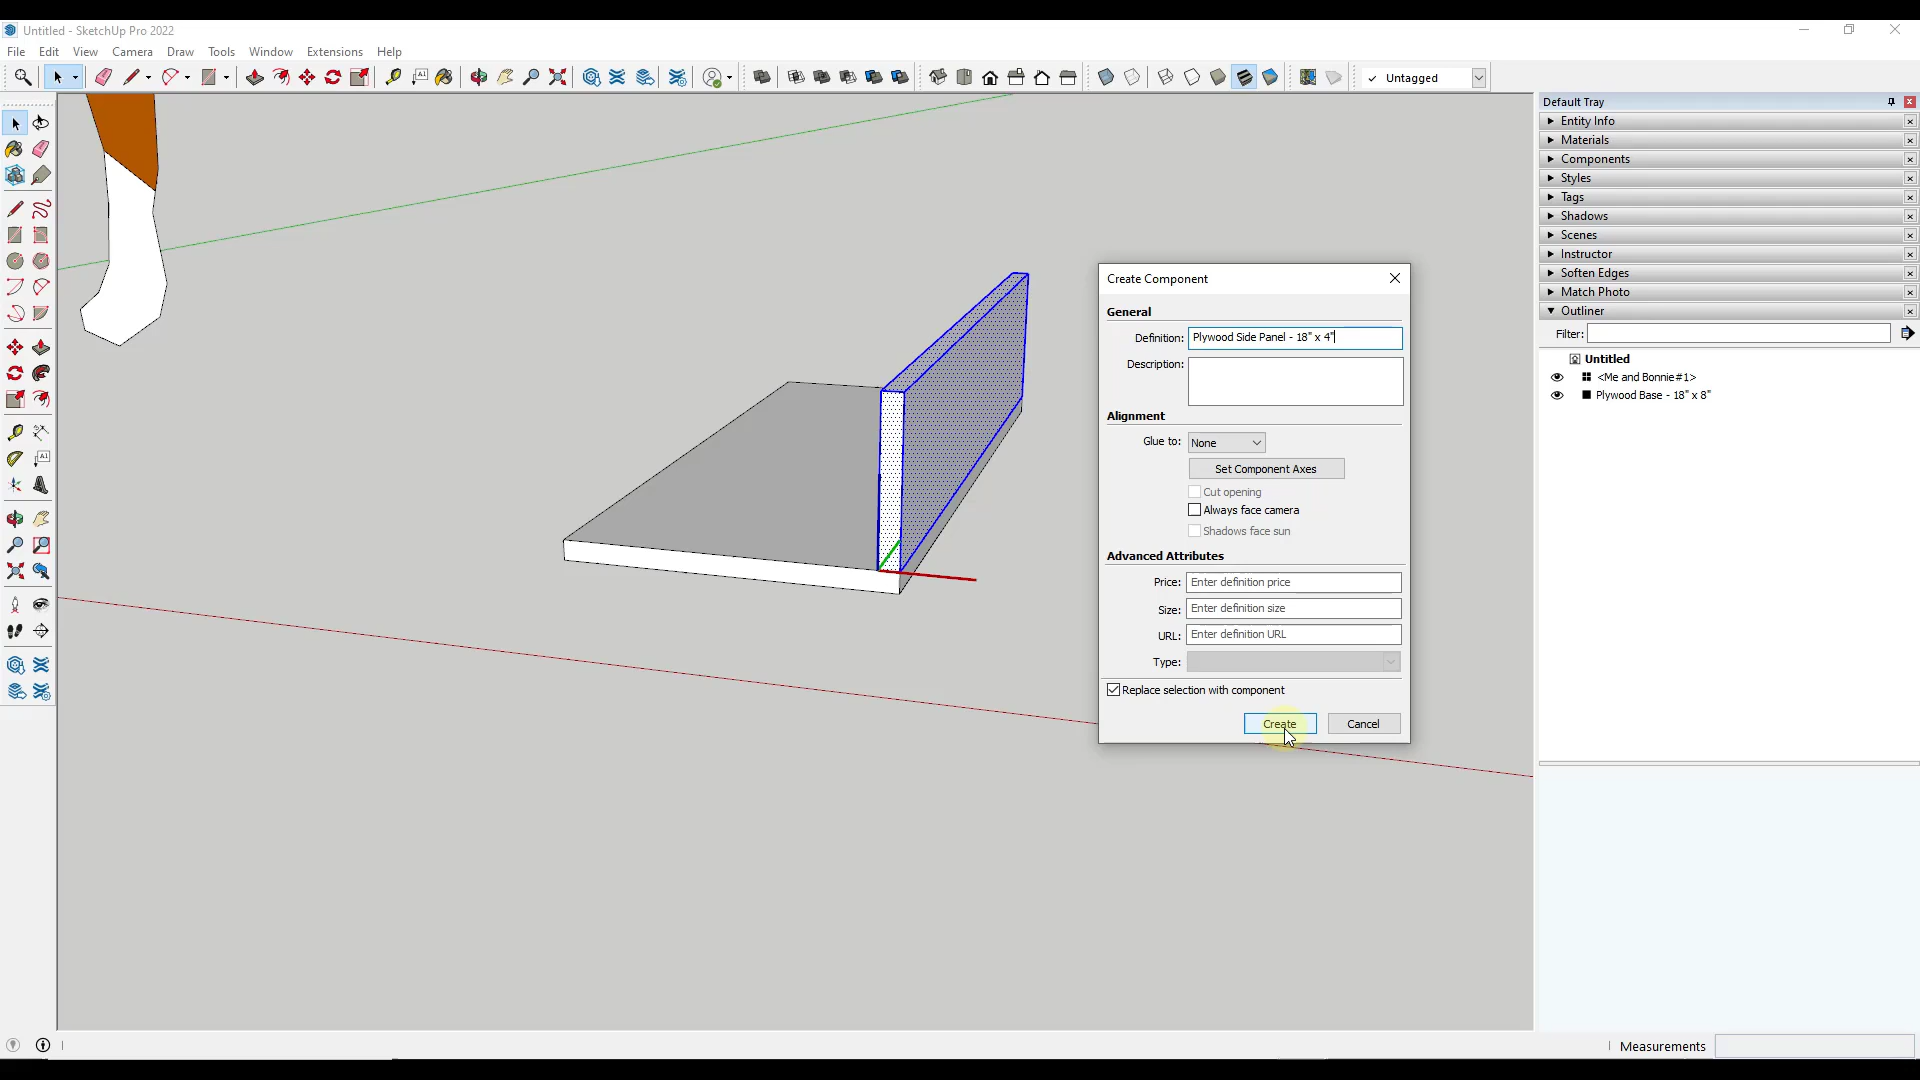 Untitled - SketchUp Pro 2022
File Edit View Camera Draw Tools Window Extensions Help
Untagged
Default Tray
Entity Info
Materials
Components
Styles
Tags
Shadows
Scenes
Instructor
Soften Edges
Match Photo
Outliner
Filter:
Untitled
<Me and Bonnie#1>
Plywood Base - 18" x 8"
Create Component
General
Definition: Plywood Side Panel - 18" x 4"
Description:
Alignment
Glue to: None
Set Component Axes
Cut opening
Always face camera
Shadows face sun
Advanced Attributes
Price: Enter definition price
Size: Enter definition size
URL: Enter definition URL
Type:
Replace selection with component
Create Cancel
Measurements